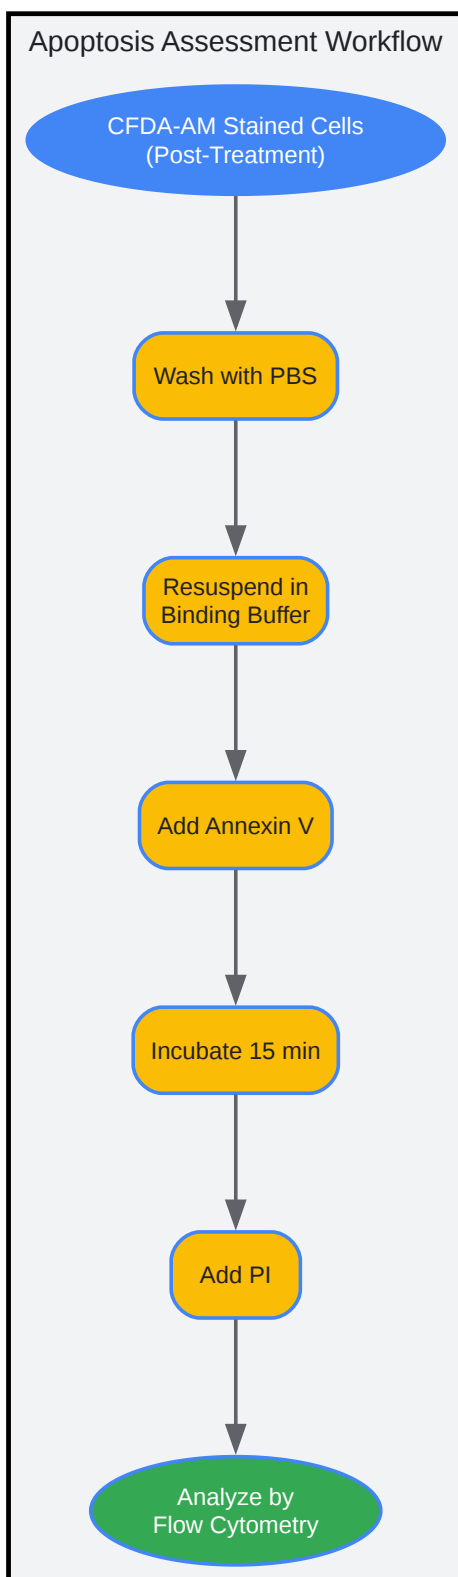 Apoptosis Assessment Workflow
CFDA-AM Stained Cells
(Post-Treatment)
Wash with PBS
Resuspend in
Binding Buffer
Add Annexin V
Incubate 15 min
Add PI
Analyze by
Flow Cytometry